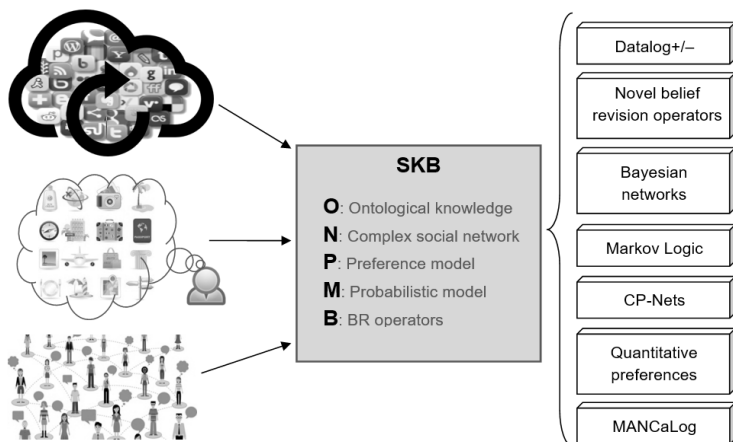 SKB
O: Ontological knowledge
N: Complex social network
P: Preference model
M: Probabilistic model
B: BR operators
Datalog+/–
Novel belief
revision operators
Bayesian
networks
Markov Logic
CP-Nets
Quantitative
preferences
MANCaLog